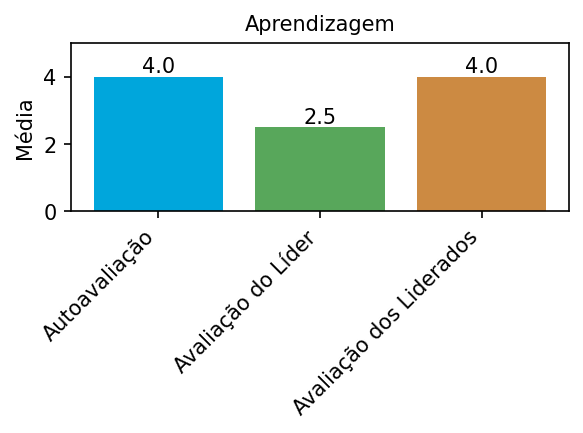 Aprendizagem
Média
4
2
0
4.0
2.5
4.0
Autoavaliação
Avaliação do Líder
Avaliação dos Liderados